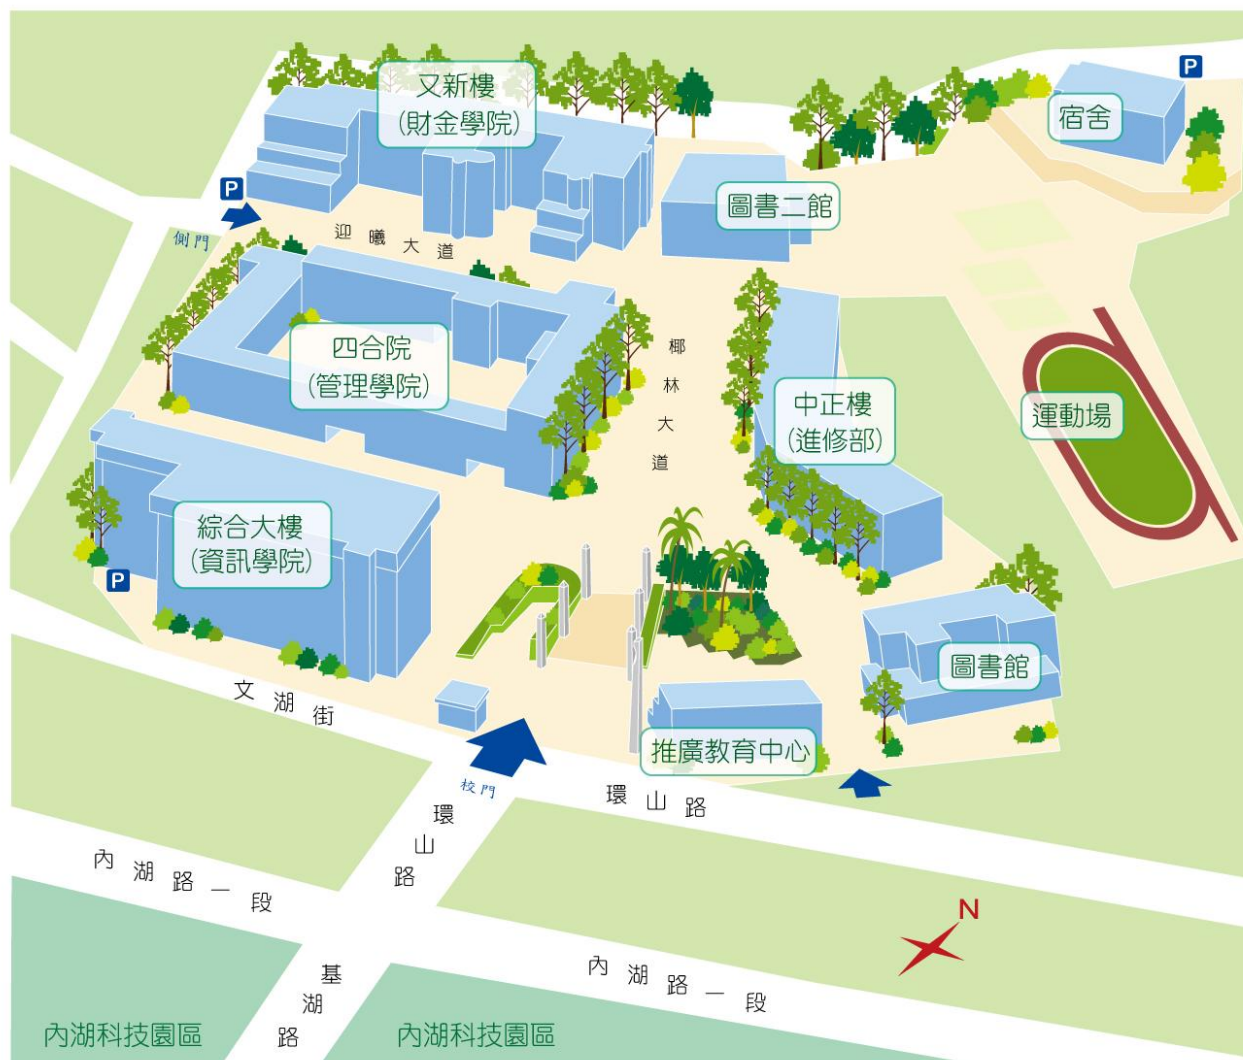 又新樓
(財金學院)
P
宿舍
圖書二館
P
側門
迎曦大道
四合院
(管理學院)
椰林大道
中正樓
(進修部)
運動場
綜合大樓
(資訊學院)
P
圖書館
文湖街
推廣教育中心
校門
環山路
環山路
內湖路一段
N
內湖路一段
基湖路
內湖科技園區
內湖科技園區